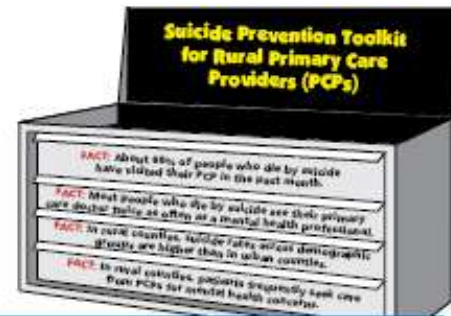 Suicide Prevention Toolkit
for Rural Primary Care
Providers (PCPs)
FACT: About of people who die by suicide
have visited their PCP in the past month.
FACT: Most people who die by suicide see their primary
care doctor twice as often as a mental health professional.
FACT: In rural counties, suicide rates across demographic
groups are higher than in urban counties.
FACT: In rural counties, patients frequently seek care
from PCPs for mental health concerns.